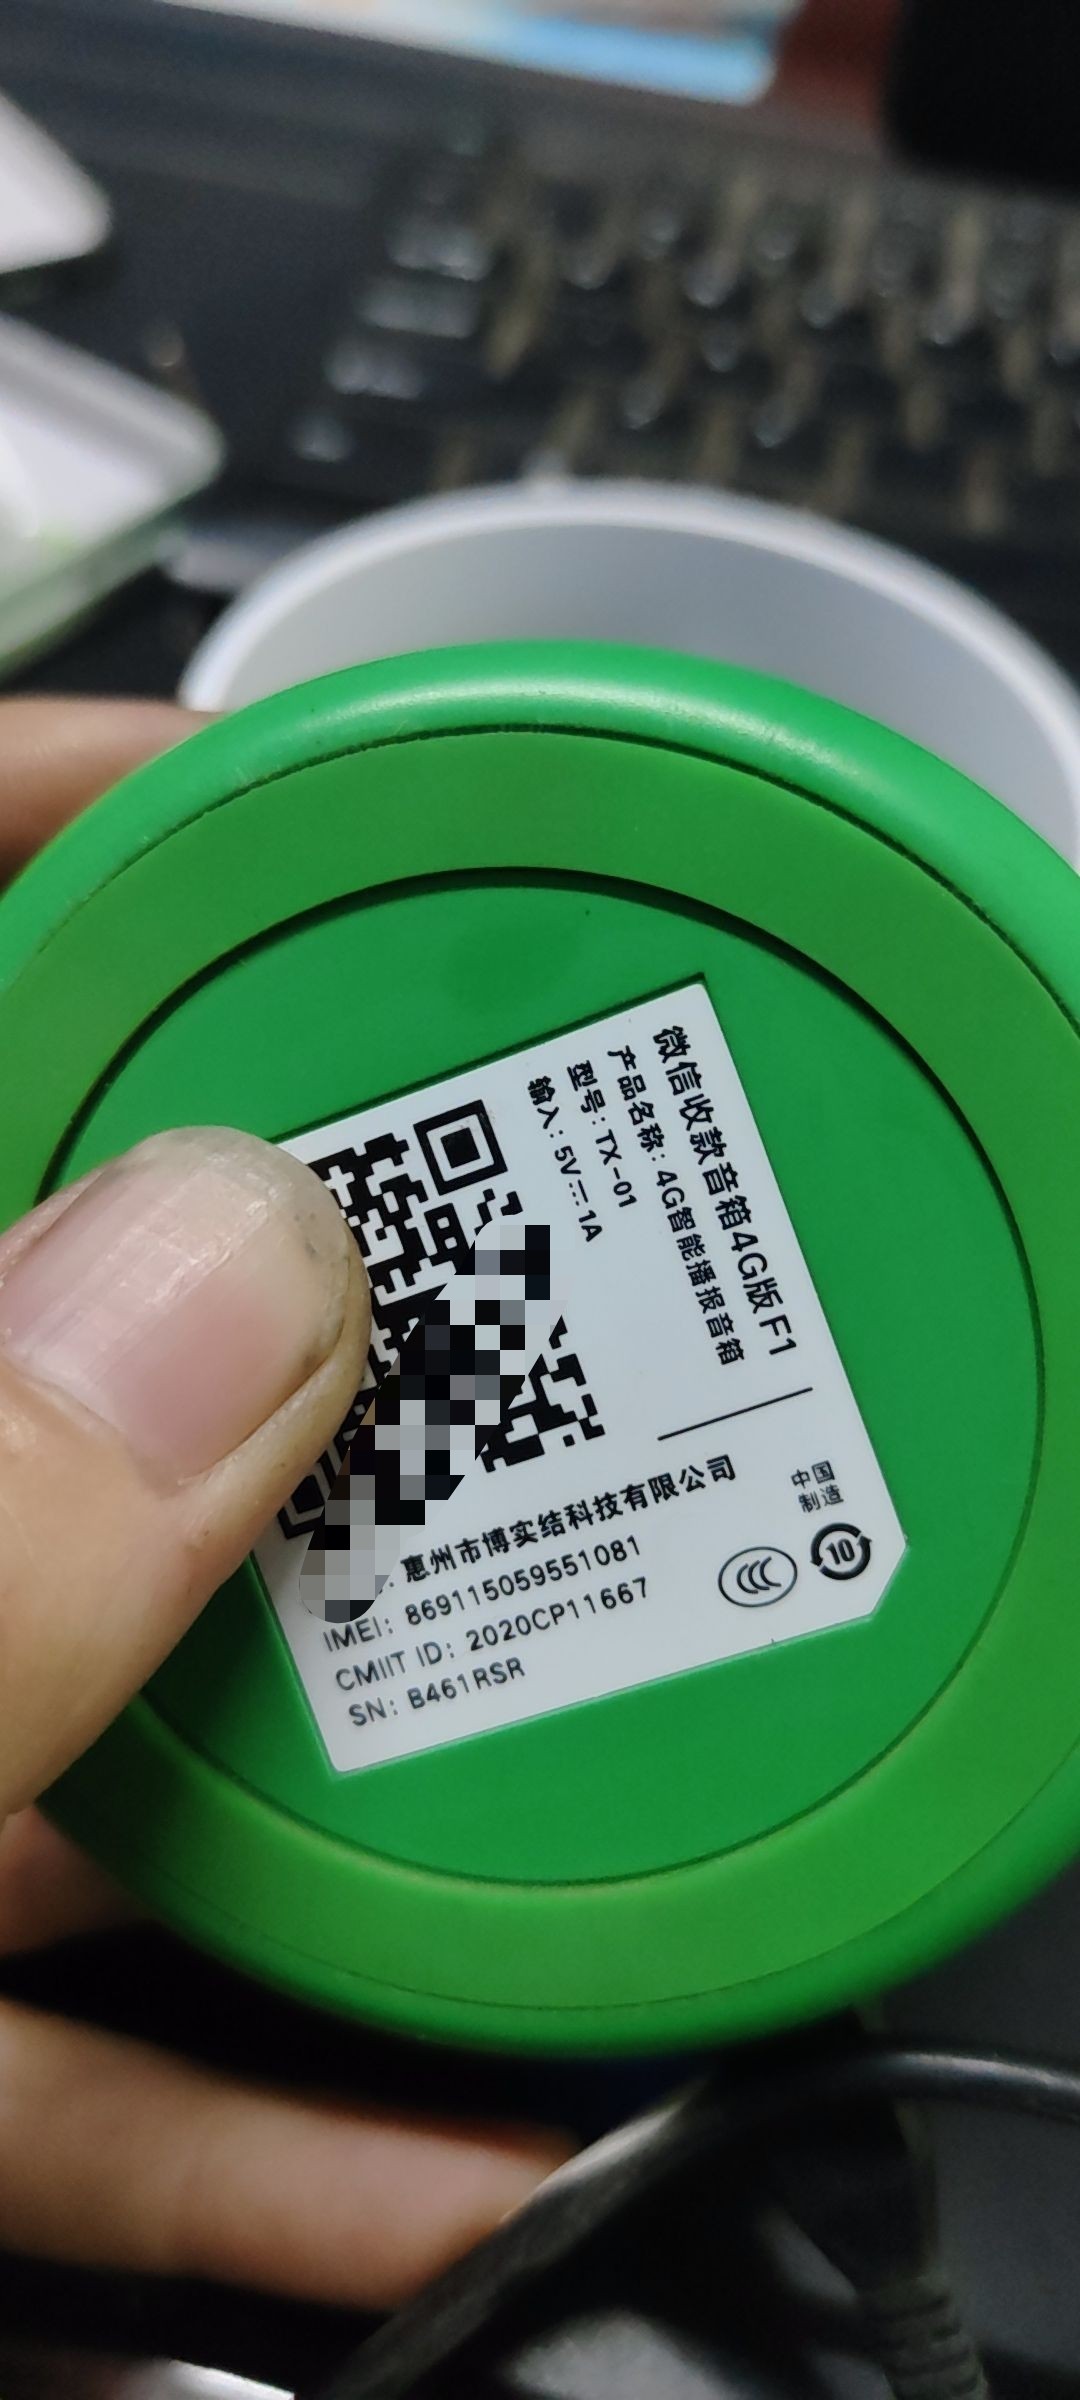 微信收款音箱4G版 F1
产品名称:4G智能播报音箱
型号:TX-01
输入:5V⎓1A
惠州市博实结科技有限公司
IMEI: 869115059551081
CMIIT ID: 2020CP11667
SN: B461RSR
中国
制造
10